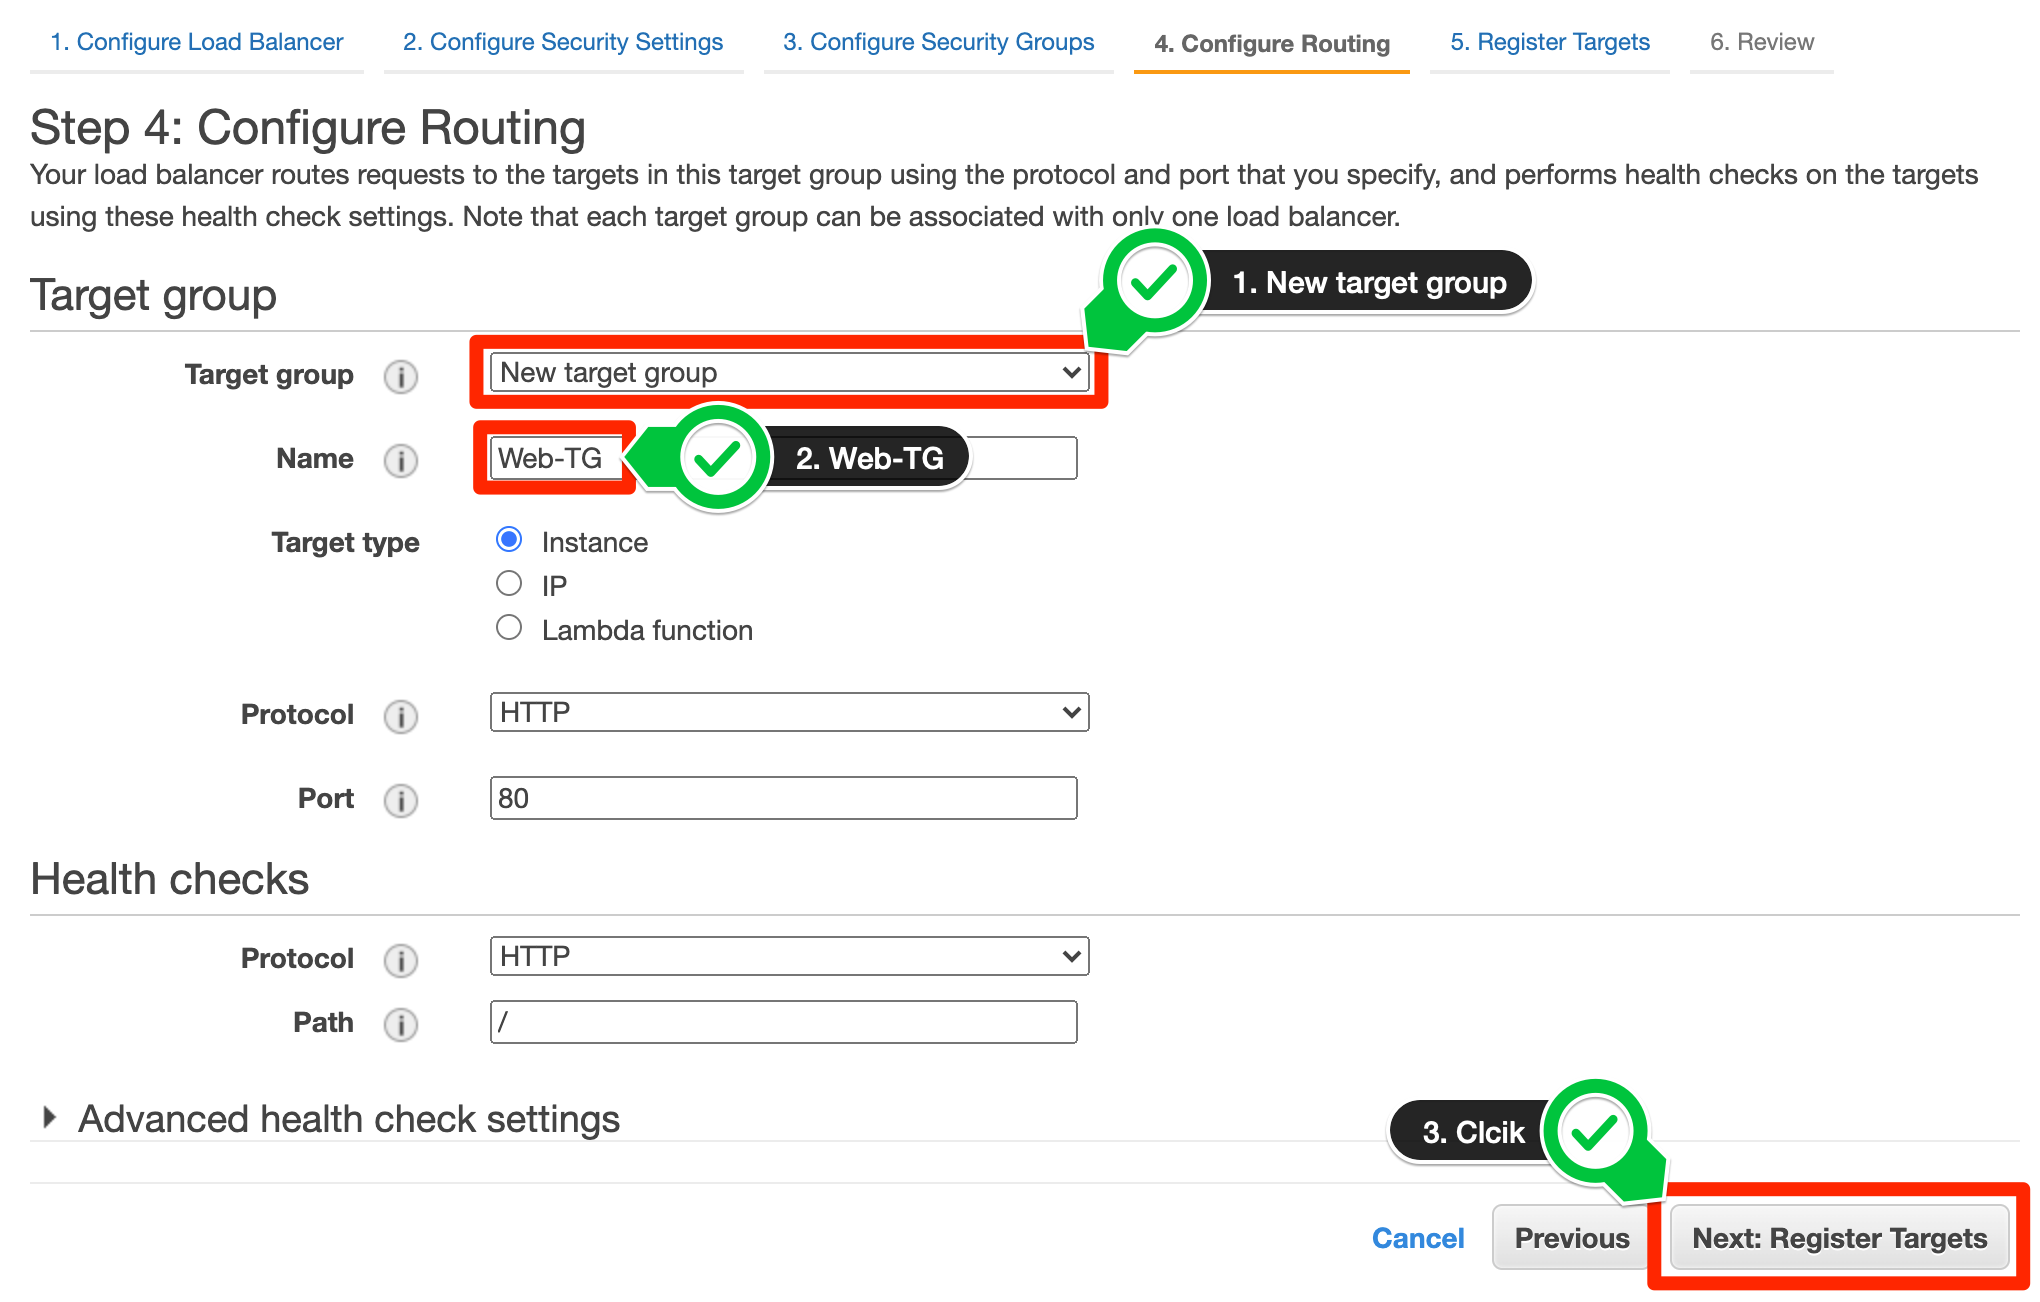 1. Configure Load Balancer 2. Configure Security Settings 3. Configure Security Groups 4. Configure Routing 5. Register Targets 6. Review
Step 4: Configure Routing
Your load balancer routes requests to the targets in this target group using the protocol and port that you specify, and performs health checks on the targets
using these health check settings. Note that each target group can be associated with only one load balancer.
1. New target group
Target group
Target group i New target group
Name i Web-TG 2. Web-TG
Target type Instance
IP
Lambda function
Protocol i HTTP
Port i 80
Health checks
Protocol i HTTP
Path i /
Advanced health check settings
3. Clcik
Cancel Previous Next: Register Targets